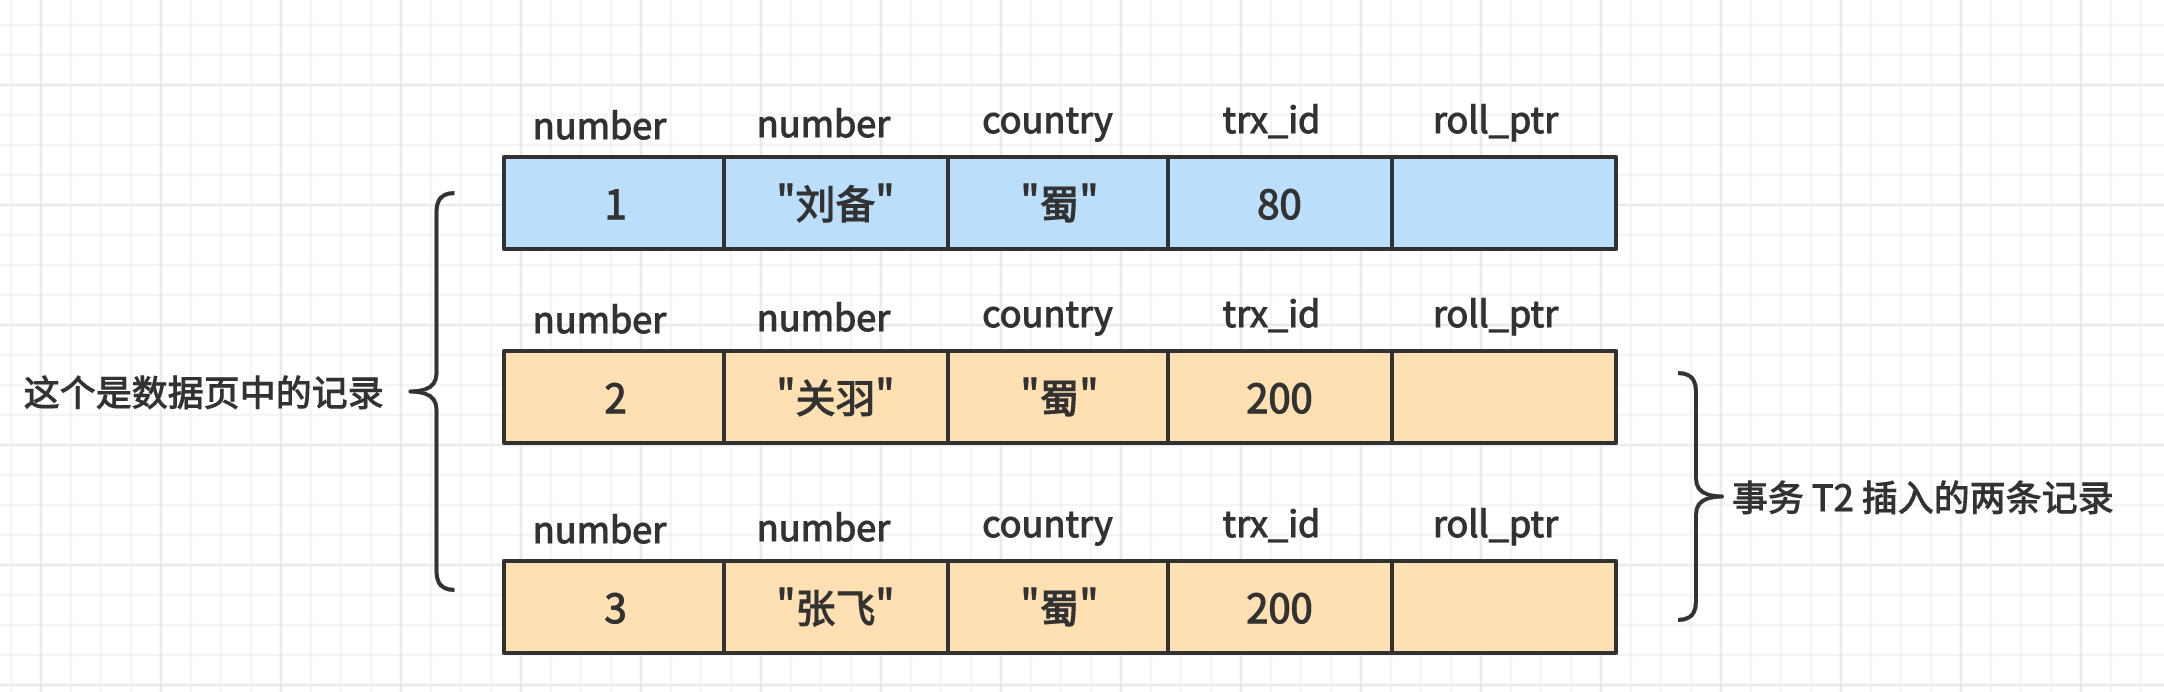 number number country trx_id roll_ptr
1 "刘备" "蜀" 80
number number country trx_id roll_ptr
这个是数据页中的记录
2 "关羽" "蜀" 200
事务 T2 插入的两条记录
number number country trx_id roll_ptr
3 "张飞" "蜀" 200